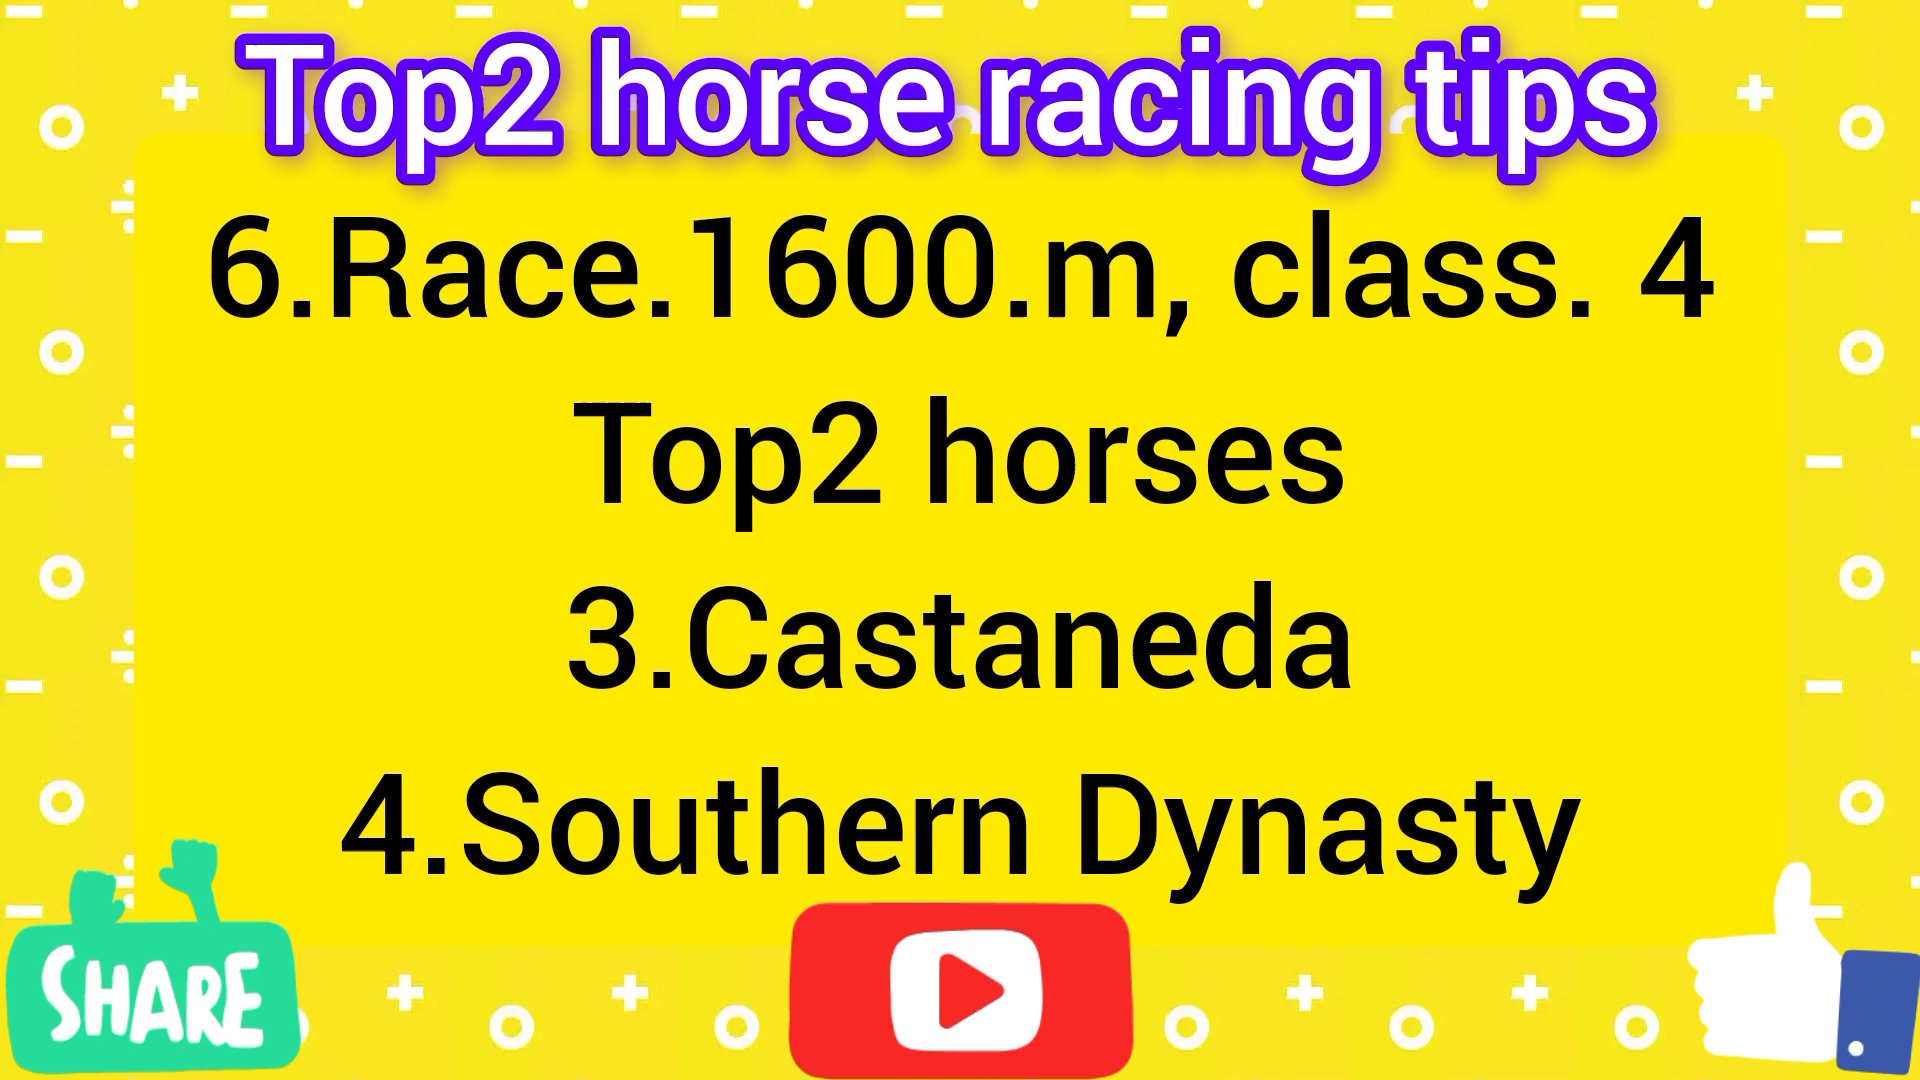 Top2 horse racing tips
6.Race.1600.m, class. 4
Top2 horses
3.Castaneda
4.Southern Dynasty
SHARE